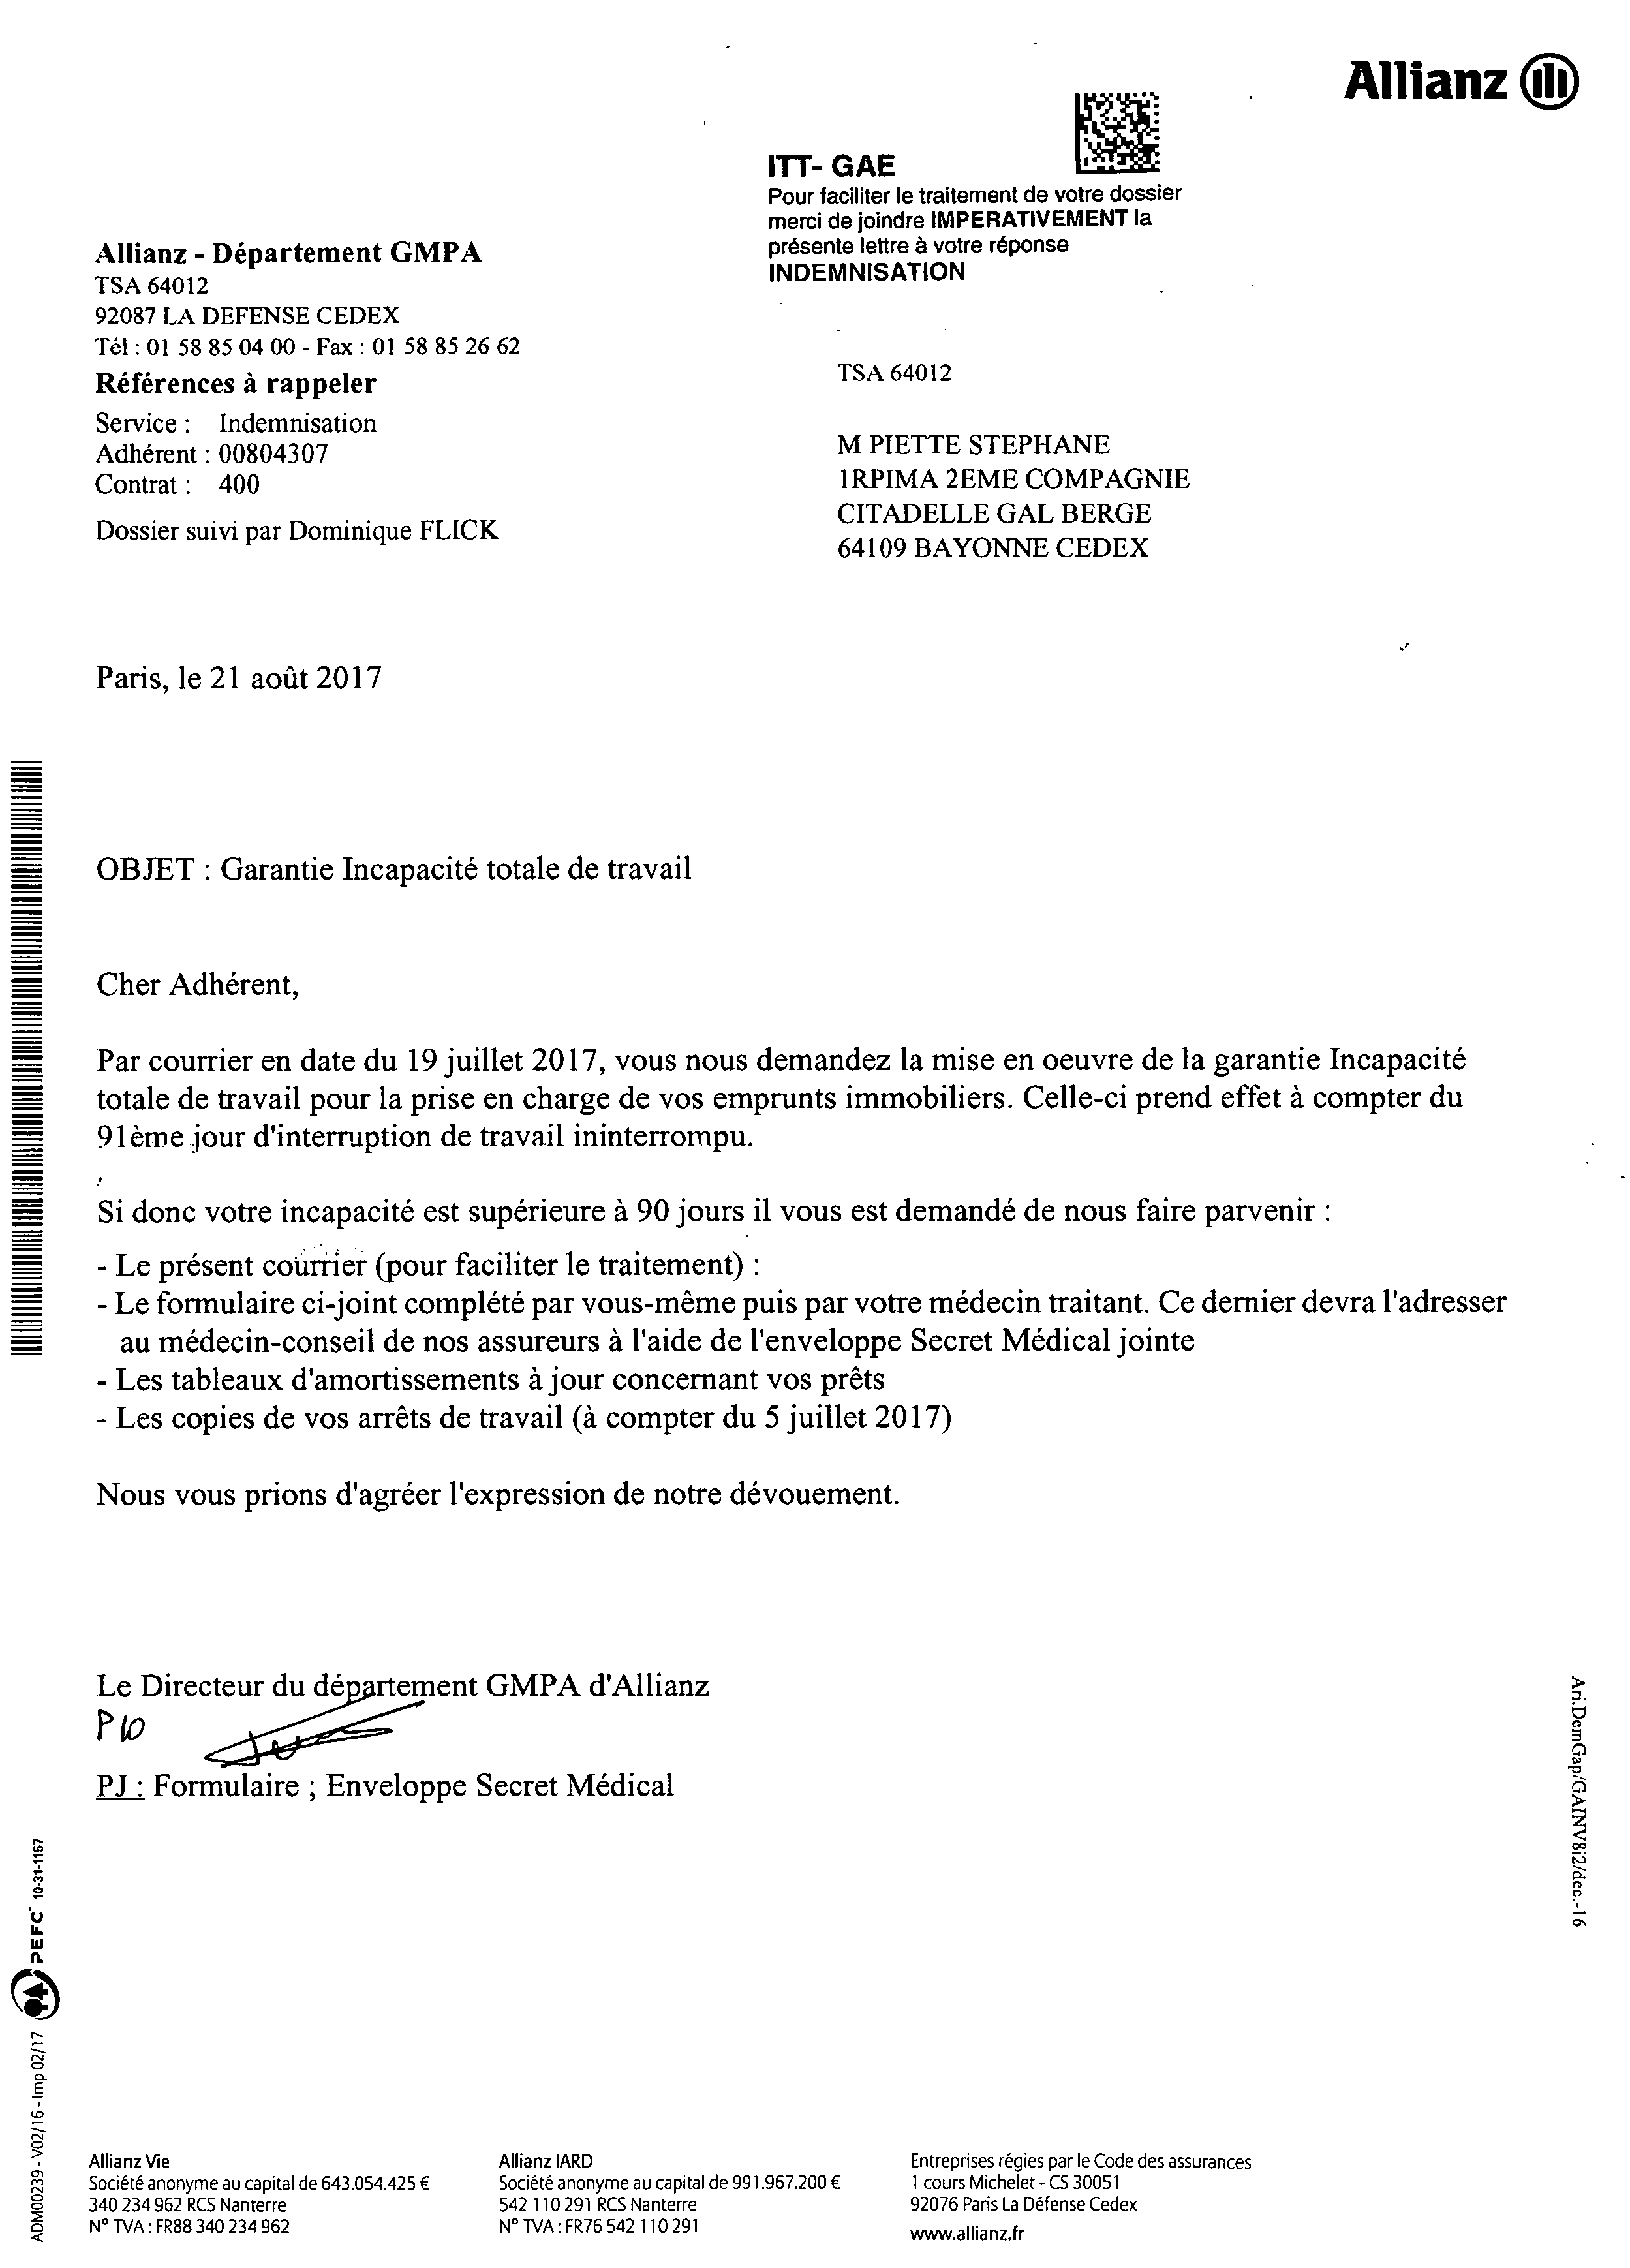 Allianz
ITT- GAE
Pour faciliter le traitement de votre dossier
merci de joindre IMPERATIVEMENT la
présente lettre à votre réponse
INDEMNISATION
Allianz - Département GMPA
TSA 64012
92087 LA DEFENSE CEDEX
Tél : 01 58 85 04 00 - Fax : 01 58 85 26 62
Références à rappeler
Service : Indemnisation
Adhérent : 00804307
Contrat : 400
Dossier suivi par Dominique FLICK
TSA 64012
M PIETTE STEPHANE
1RPIMA 2EME COMPAGNIE
CITADELLE GAL BERGE
64109 BAYONNE CEDEX
Paris, le 21 août 2017
OBJET : Garantie Incapacité totale de travail
Cher Adhérent,
Par courrier en date du 19 juillet 2017, vous nous demandez la mise en oeuvre de la garantie Incapacité
totale de travail pour la prise en charge de vos emprunts immobiliers. Celle-ci prend effet à compter du
91ème jour d'interruption de travail ininterrompu.
Si donc votre incapacité est supérieure à 90 jours il vous est demandé de nous faire parvenir :
- Le présent courrier (pour faciliter le traitement) :
- Le formulaire ci-joint complété par vous-même puis par votre médecin traitant. Ce dernier devra l'adresser
au médecin-conseil de nos assureurs à l'aide de l'enveloppe Secret Médical jointe
- Les tableaux d'amortissements à jour concernant vos prêts
- Les copies de vos arrêts de travail (à compter du 5 juillet 2017)
Nous vous prions d'agréer l'expression de notre dévouement.
Le Directeur du département GMPA d'Allianz
PJ : Formulaire ; Enveloppe Secret Médical
Ari.DemGap/GAINV8i2/dec.-16
PEFC 10-31-1157
ADM00239 - V02/16 - Imp 02/17
Allianz Vie
Société anonyme au capital de 643.054.425 €
340 234 962 RCS Nanterre
N° TVA : FR88 340 234 962
Allianz IARD
Société anonyme au capital de 991.967.200 €
542 110 291 RCS Nanterre
N° TVA : FR76 542 110 291
Entreprises régies par le Code des assurances
1 cours Michelet - CS 30051
92076 Paris La Défense Cedex
www.allianz.fr